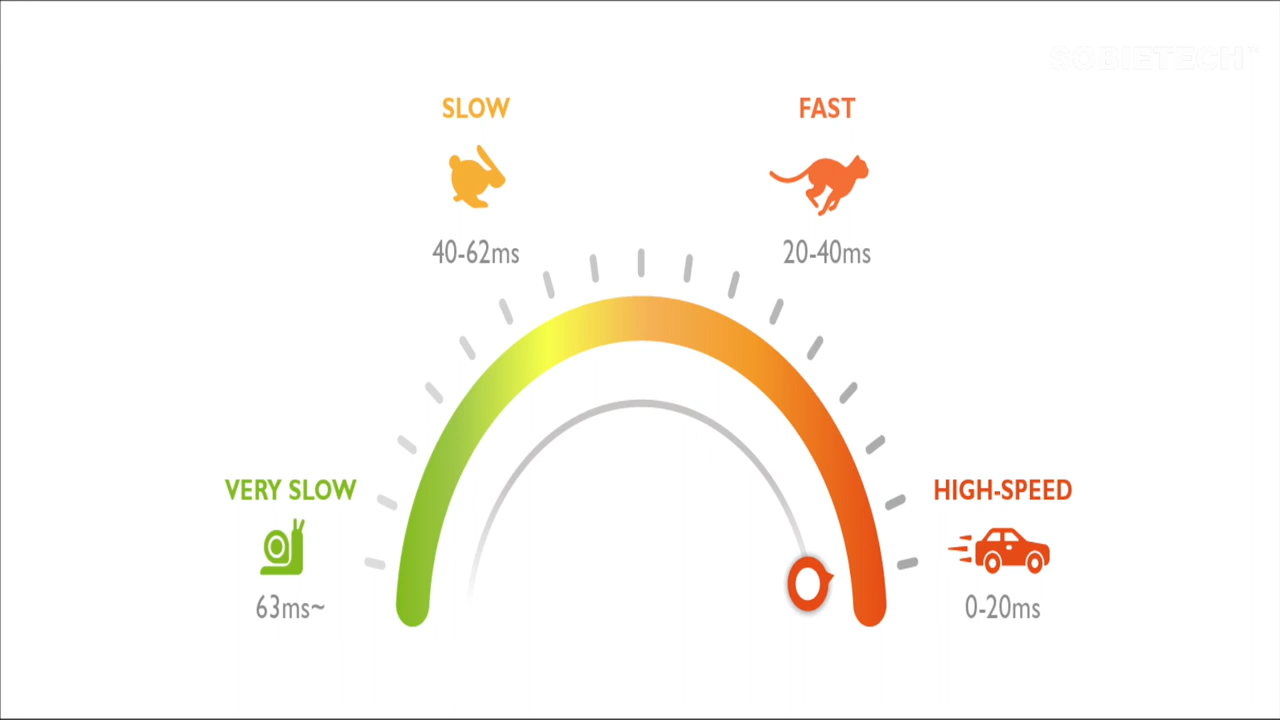 SLOW
FAST
40-62ms
20-40ms
VERY SLOW
HIGH-SPEED
63ms~
0-20ms